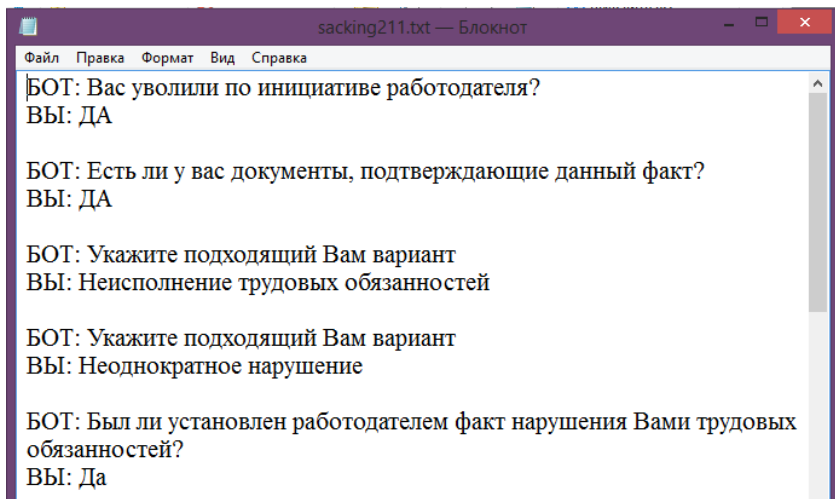 sacking211.txt — Блокнот
Файл Правка Формат Вид Справка
БОТ: Вас уволили по инициативе работодателя?
ВЫ: ДА
БОТ: Есть ли у вас документы, подтверждающие данный факт?
ВЫ: ДА
БОТ: Укажите подходящий Вам вариант
ВЫ: Неисполнение трудовых обязанностей
БОТ: Укажите подходящий Вам вариант
ВЫ: Неоднократное нарушение
БОТ: Был ли установлен работодателем факт нарушения Вами трудовых
обязанностей?
ВЫ: Да